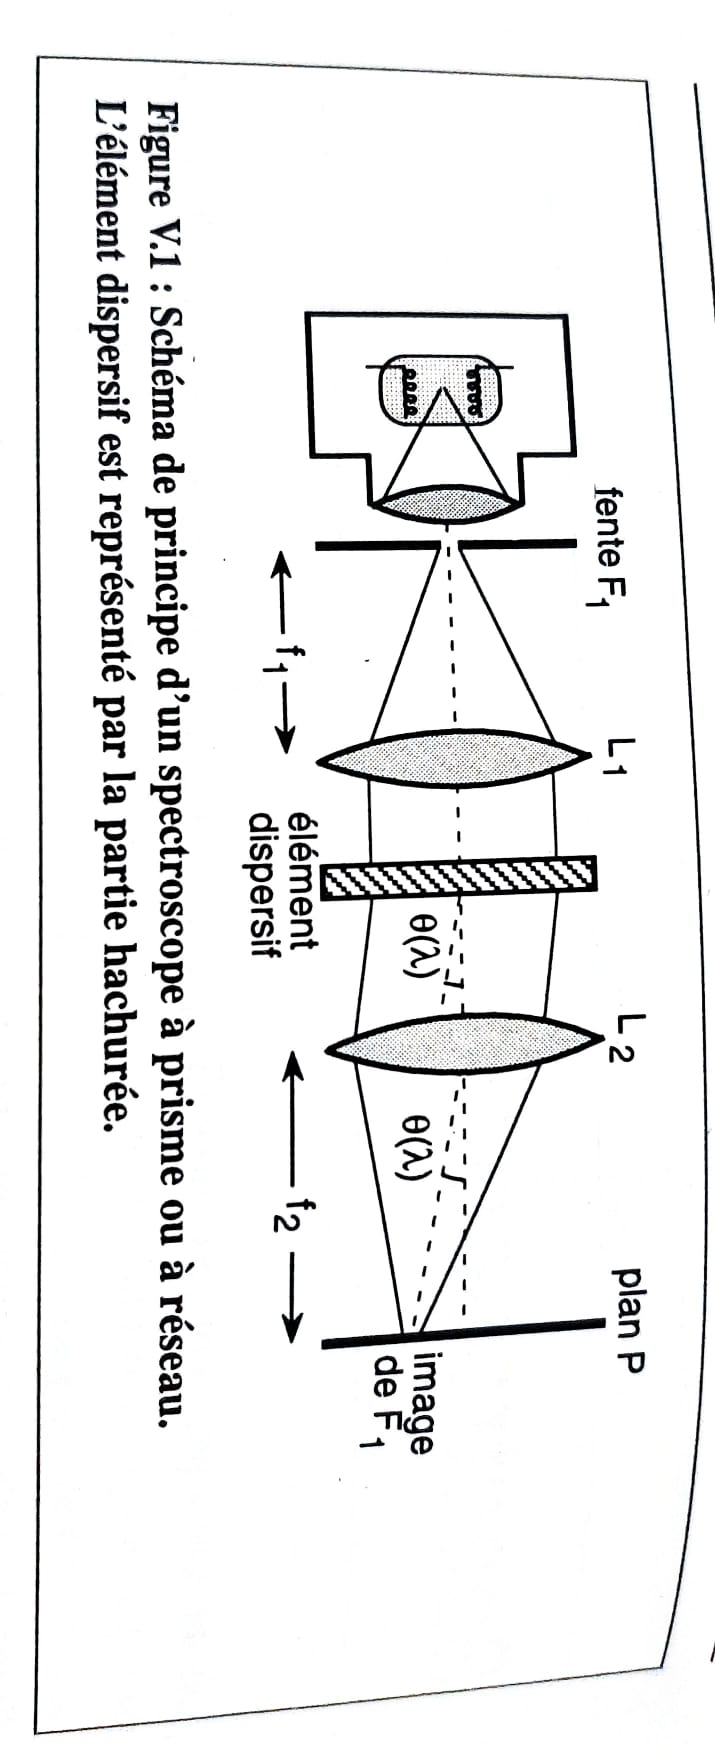 fente F1
L1
L2
plan P
θ(λ)
θ(λ)
f1
élément
dispersif
f2
image
de F1
Figure V.1 : Schéma de principe d'un spectroscope à prisme ou à réseau.
L'élément dispersif est représenté par la partie hachurée.